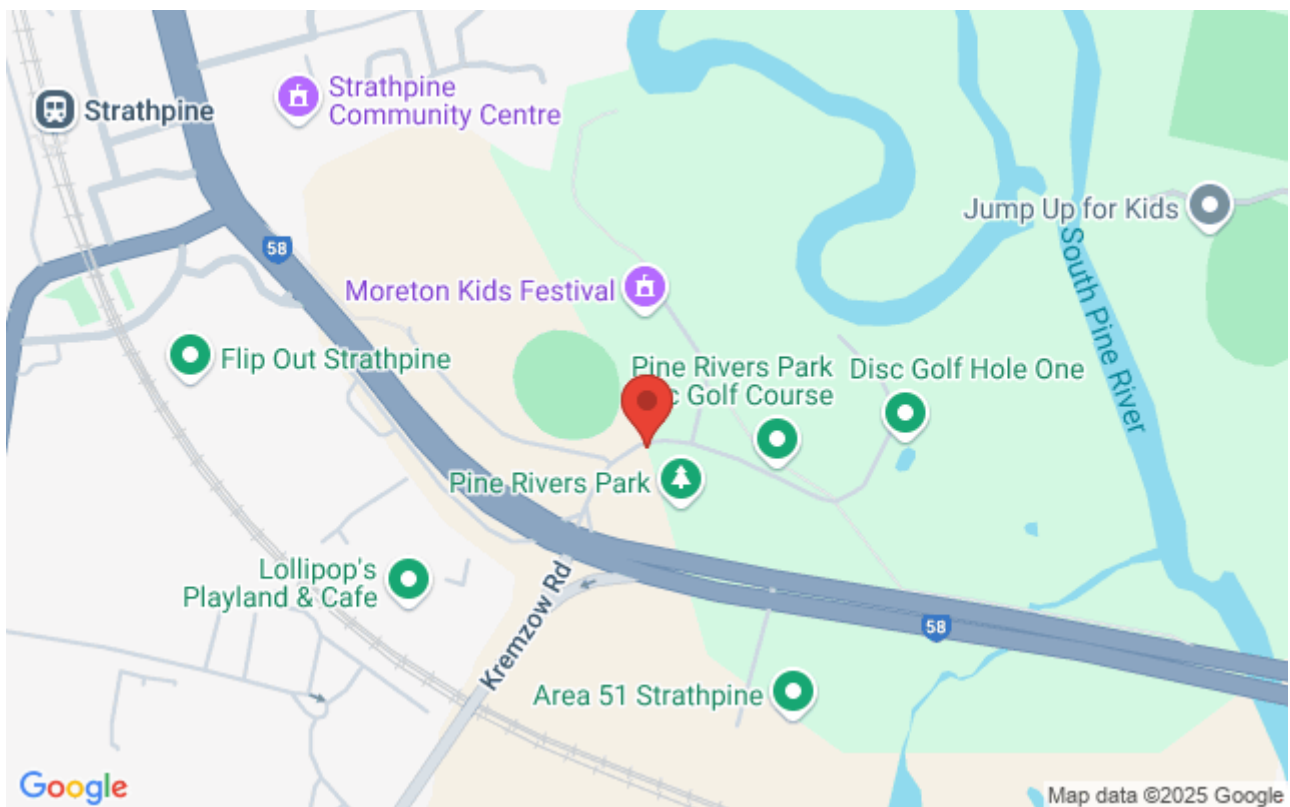 Strathpine
Strathpine
Community Centre
58
Jump Up for Kids
South Pine River
Moreton Kids Festival
Flip Out Strathpine
Pine Rivers Park
Golf Course
Disc Golf Hole One
Pine Rivers Park
Lollipop's
Playland & Cafe
Kremzow Rd
58
Area 51 Strathpine
Google
Map data ©2025 Google